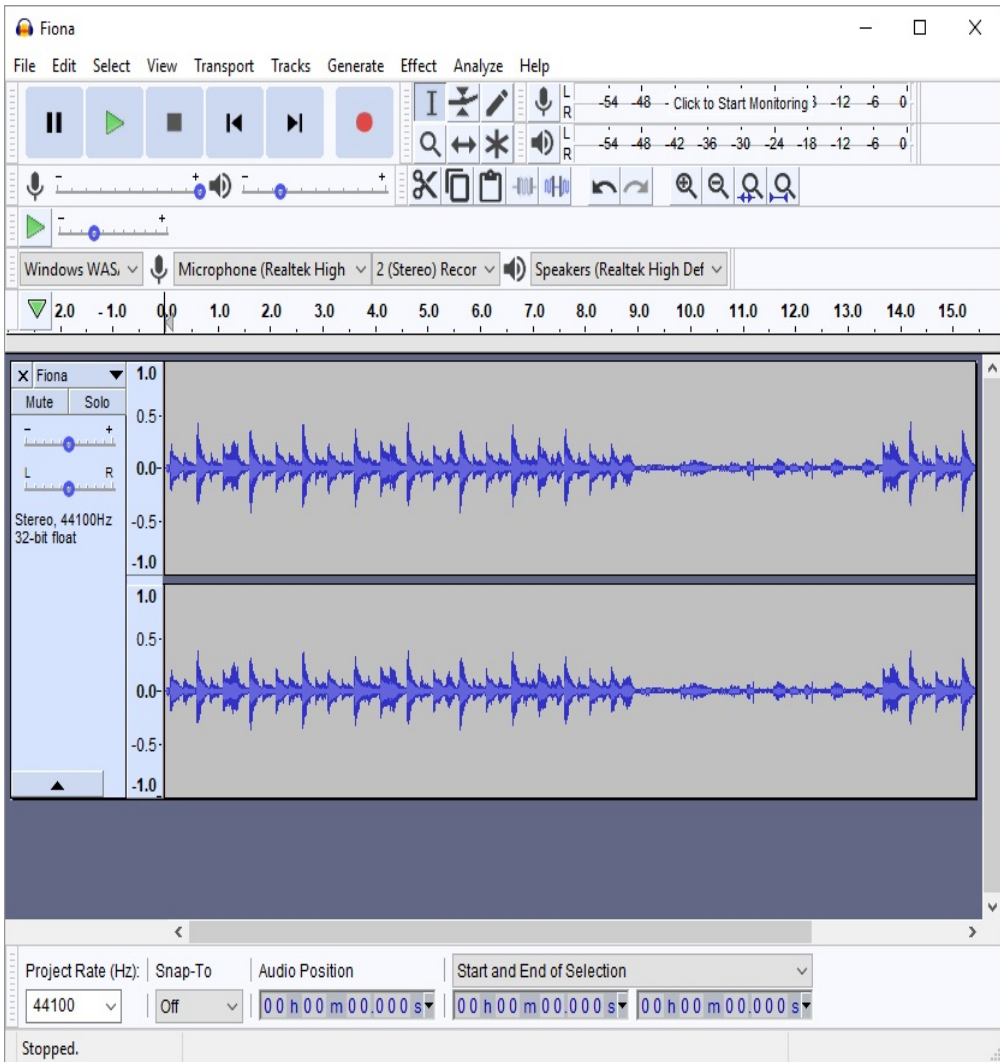 Fiona
File Edit Select View Transport Tracks Generate Effect Analyze Help
L -54 -48 - Click to Start Monitoring -12 -6 0
R
L -54 -48 -42 -36 -30 -24 -18 -12 -6 0
R
- + - +
- +
Windows WAS Microphone (Realtek High 2 (Stereo) Recor Speakers (Realtek High Def
2.0 - 1.0 0.0 1.0 2.0 3.0 4.0 5.0 6.0 7.0 8.0 9.0 10.0 11.0 12.0 13.0 14.0 15.0
X Fiona
Mute Solo
- +
L R
Stereo, 44100Hz
32-bit float
1.0
0.5
0.0
-0.5
-1.0
1.0
0.5
0.0
-0.5
-1.0
Project Rate (Hz): Snap-To Audio Position Start and End of Selection
44100 Off 00 h 00 m 00.000 s 00 h 00 m 00.000 s 00 h 00 m 00.000 s
Stopped.